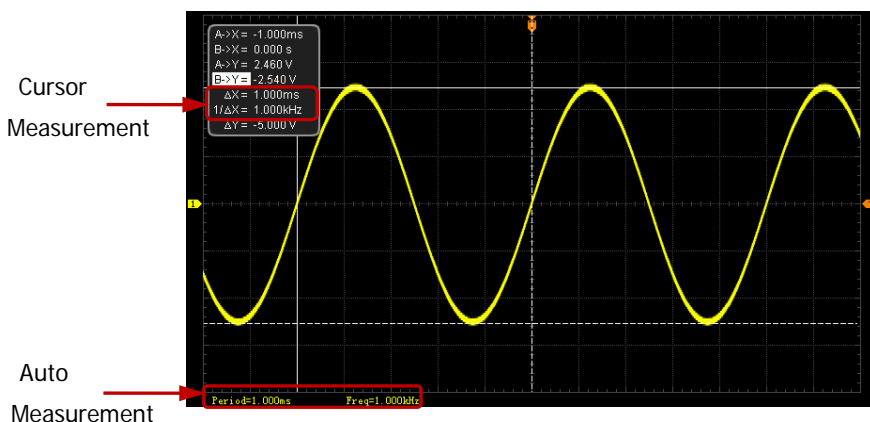 A->X= -1.000ms
B->X= 0.000 s
A->Y= 2.460 V
B->Y= -2.540 V
ΔX= 1.000ms
1/ΔX= 1.000kHz
ΔY= -5.000 V
Cursor
Measurement
1
Auto
Measurement
Period=1.000ms Freq=1.000kHz